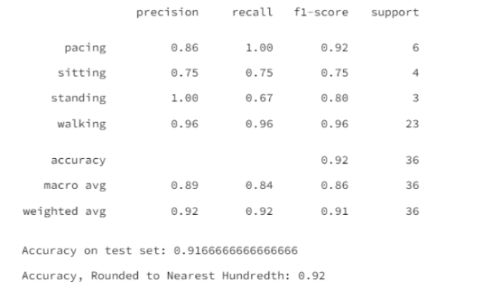 precision recall f1-score support
pacing 0.86 1.00 0.92 6
sitting 0.75 0.75 0.75 4
standing 1.00 0.67 0.80 3
walking 0.96 0.96 0.96 23
accuracy 0.92 36
macro avg 0.89 0.84 0.86 36
weighted avg 0.92 0.92 0.91 36
Accuracy on test set: 0.9166666666666666
Accuracy, Rounded to Nearest Hundredth: 0.92